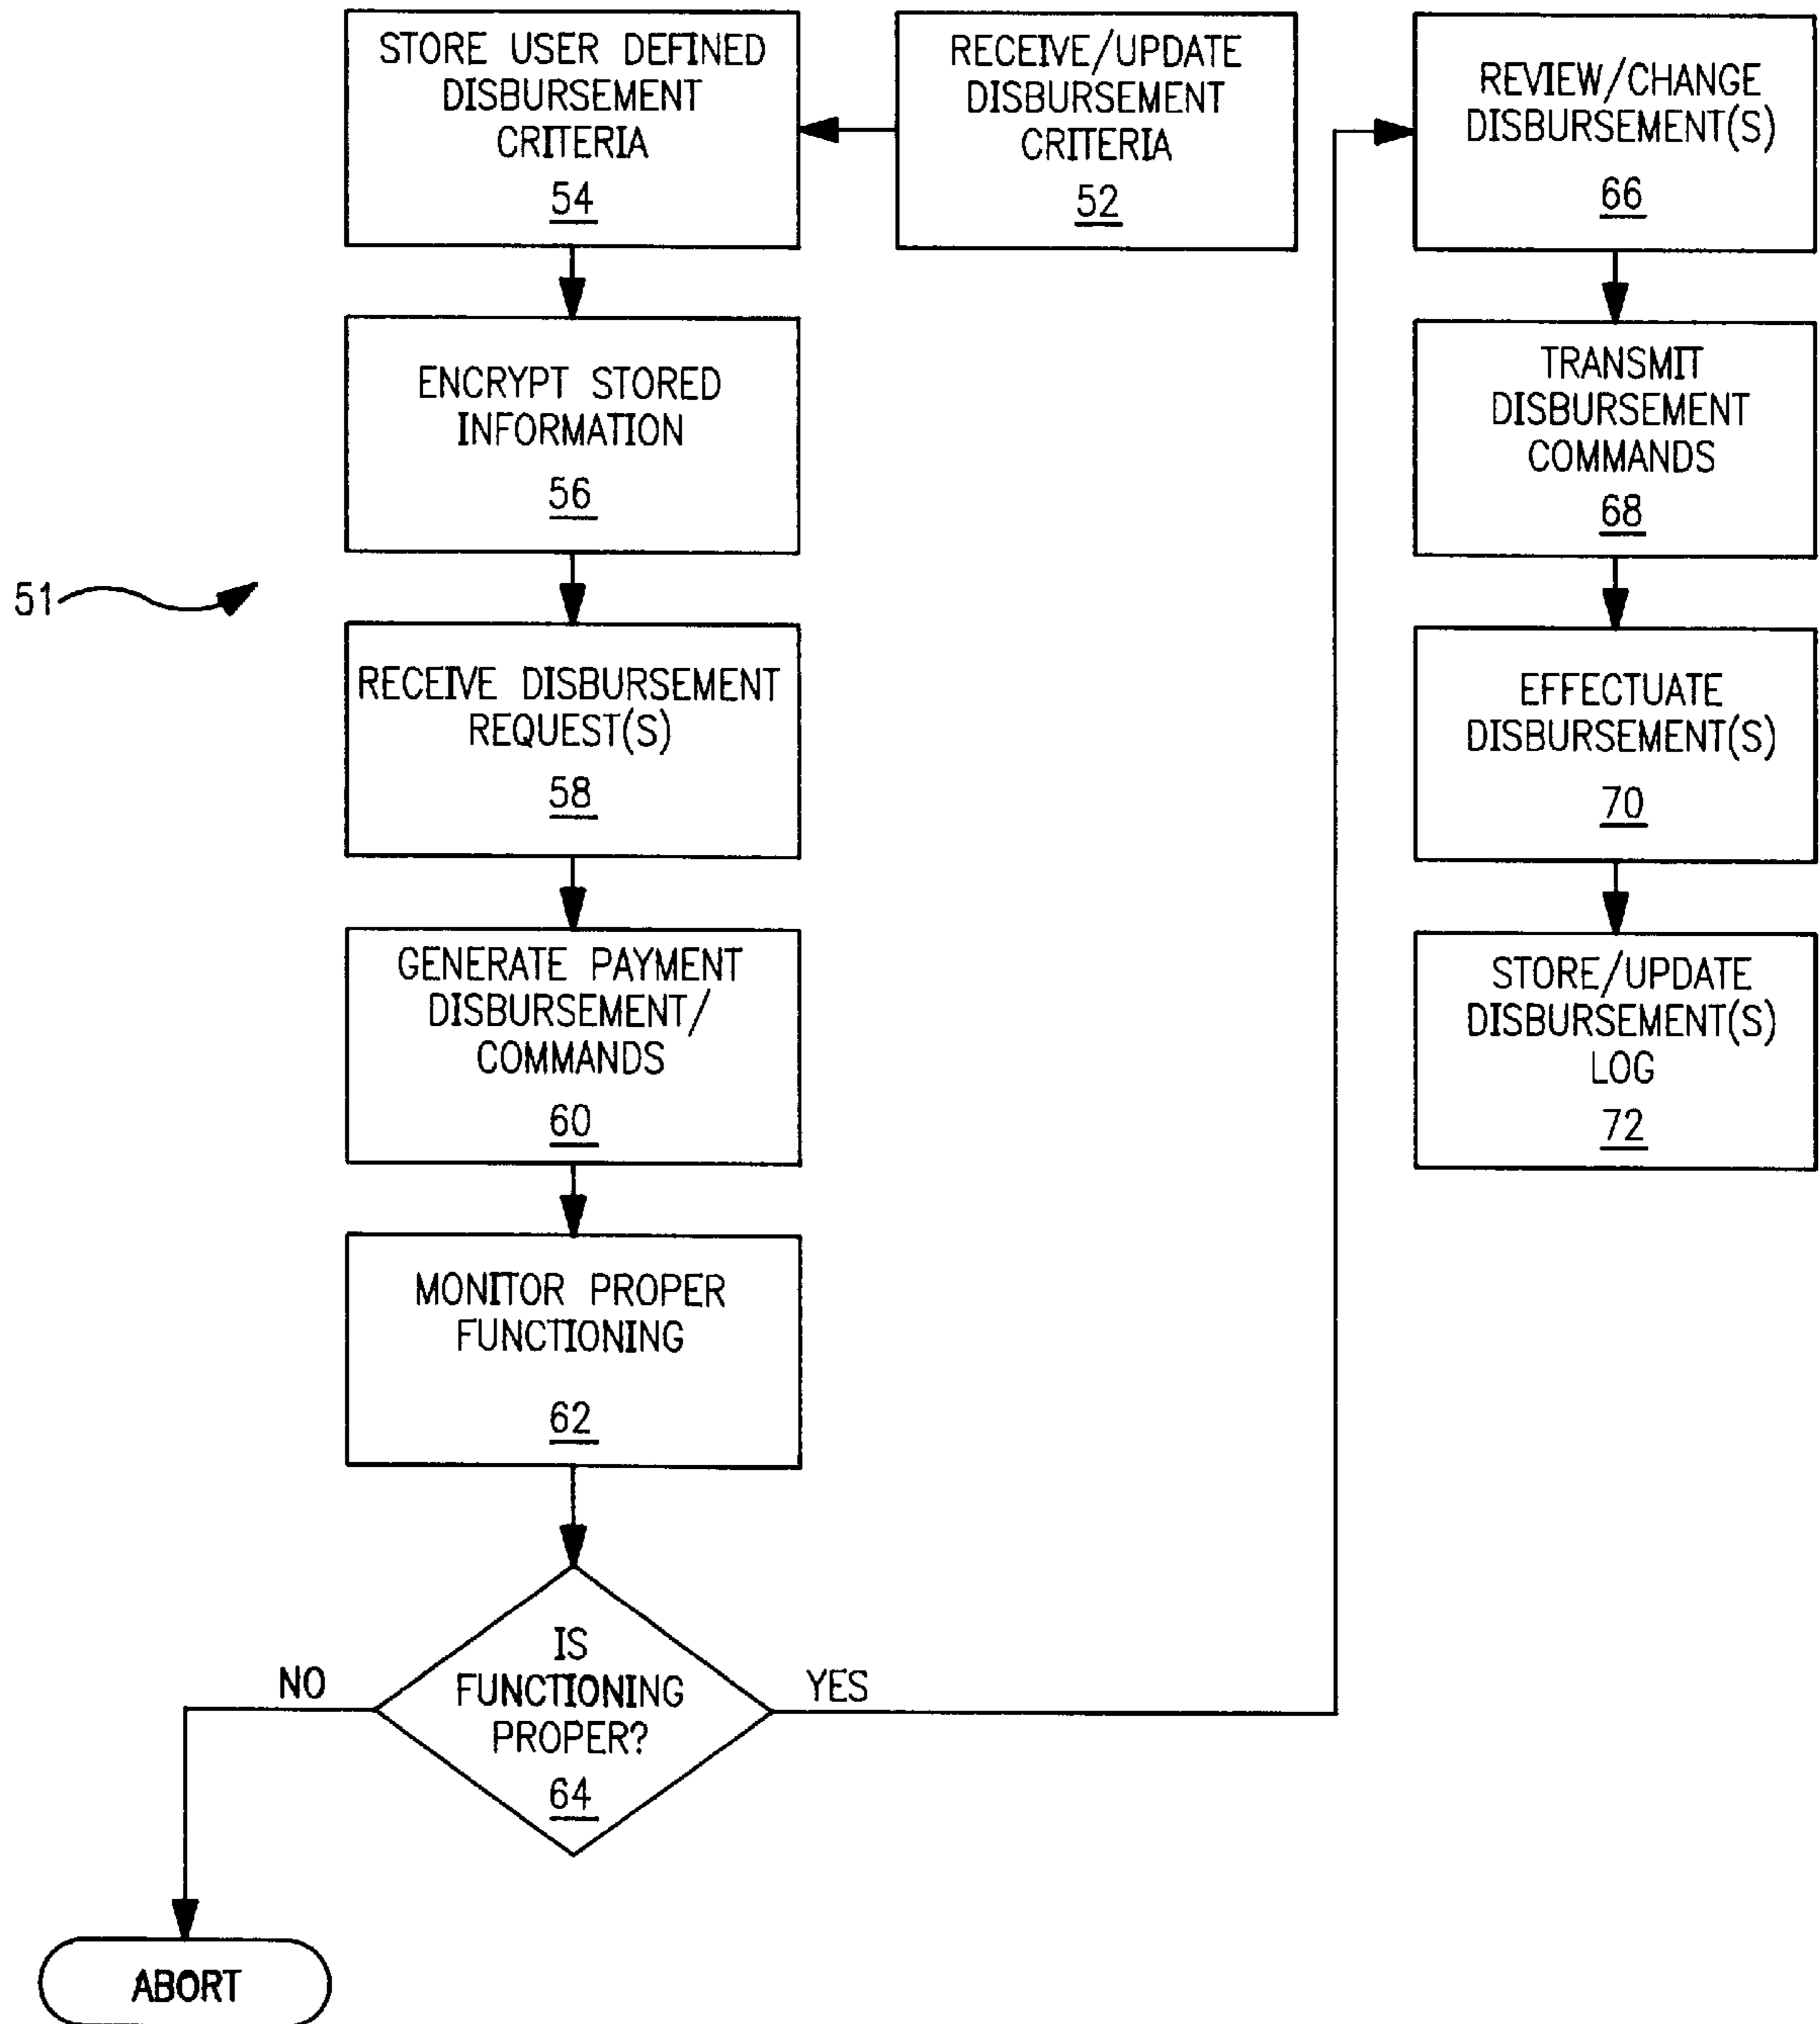 STORE USER DEFINED
DISBURSEMENT
CRITERIA
54
RECEIVE/UPDATE
DISBURSEMENT
CRITERIA
52
ENCRYPT STORED
INFORMATION
56
51
RECEIVE DISBURSEMENT
REQUEST(S)
58
GENERATE PAYMENT
DISBURSEMENT/
COMMANDS
60
MONITOR PROPER
FUNCTIONING
62
IS
FUNCTIONING
PROPER?
64
NO
YES
ABORT
REVIEW/CHANGE
DISBURSEMENT(S)
66
TRANSMIT
DISBURSEMENT
COMMANDS
68
EFFECTUATE
DISBURSEMENT(S)
70
STORE/UPDATE
DISBURSEMENT(S)
LOG
72